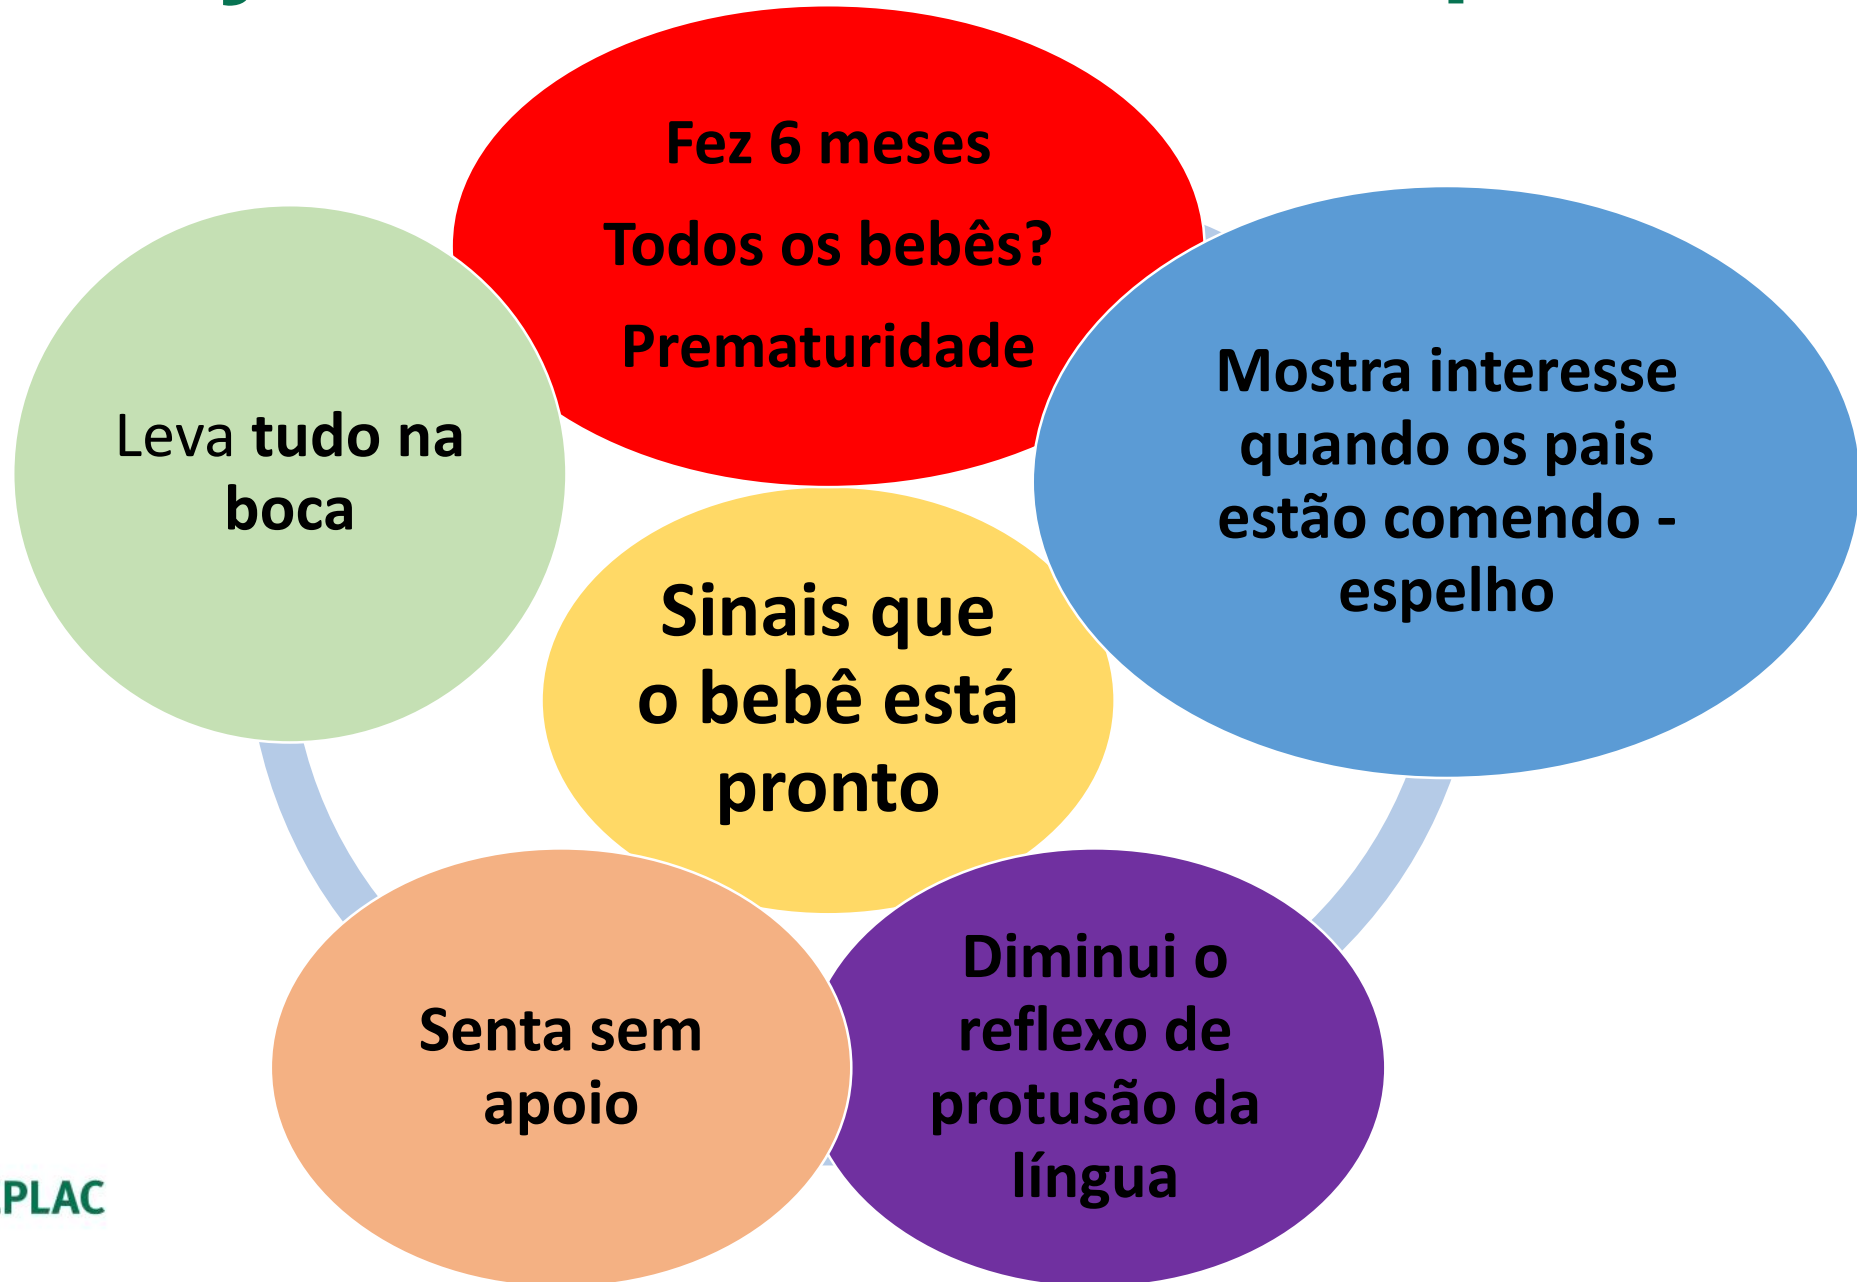 Fez 6 meses
Todos os bebês?
Prematuridade
Mostra interesse
quando os pais
estão comendo -
espelho
Leva tudo na
boca
Sinais que
o bebê está
pronto
Diminui o
reflexo de
protusão da
língua
Senta sem
apoio
PLAC